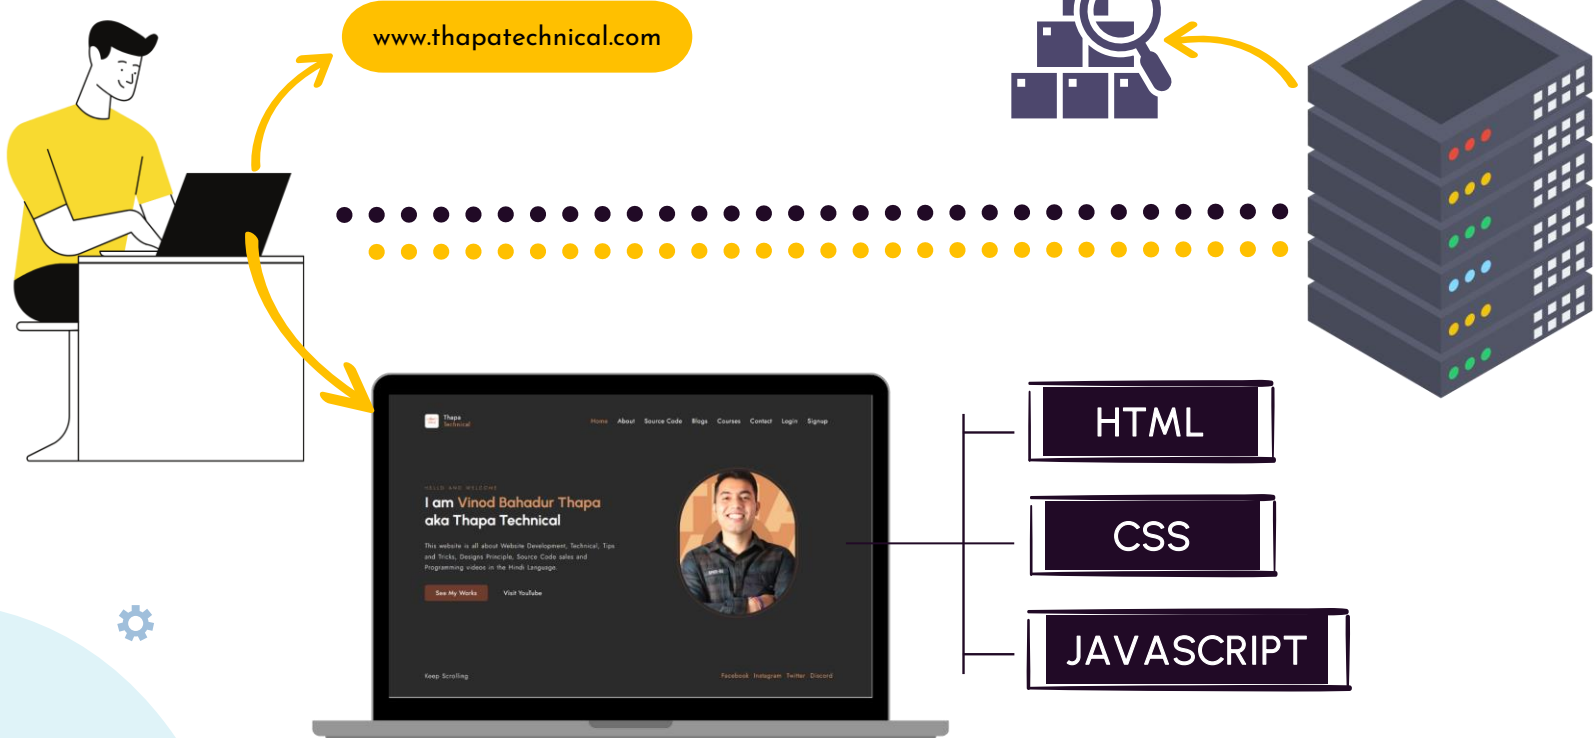 www.thapatechnical.com
Thapa
Technical
Home About Source Code Blogs Courses Contact Login Signup
HELLO AND WELCOME
I am Vinod Bahadur Thapa
aka Thapa Technical
This website is all about Website Development, Technical, Tips
and Tricks, Designs Principle, Source Code sales and
Programming videos in the Hindi Language.
See My Works Visit YouTube
Keep Scrolling
Facebook Instagram Twitter Discord
HTML
CSS
JAVASCRIPT